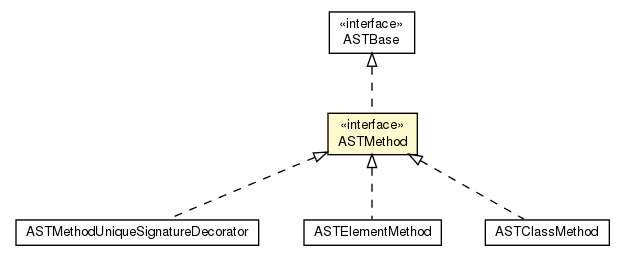 «interface»
ASTBase
«interface»
ASTMethod
ASTMethodUniqueSignatureDecorator
ASTElementMethod
ASTClassMethod